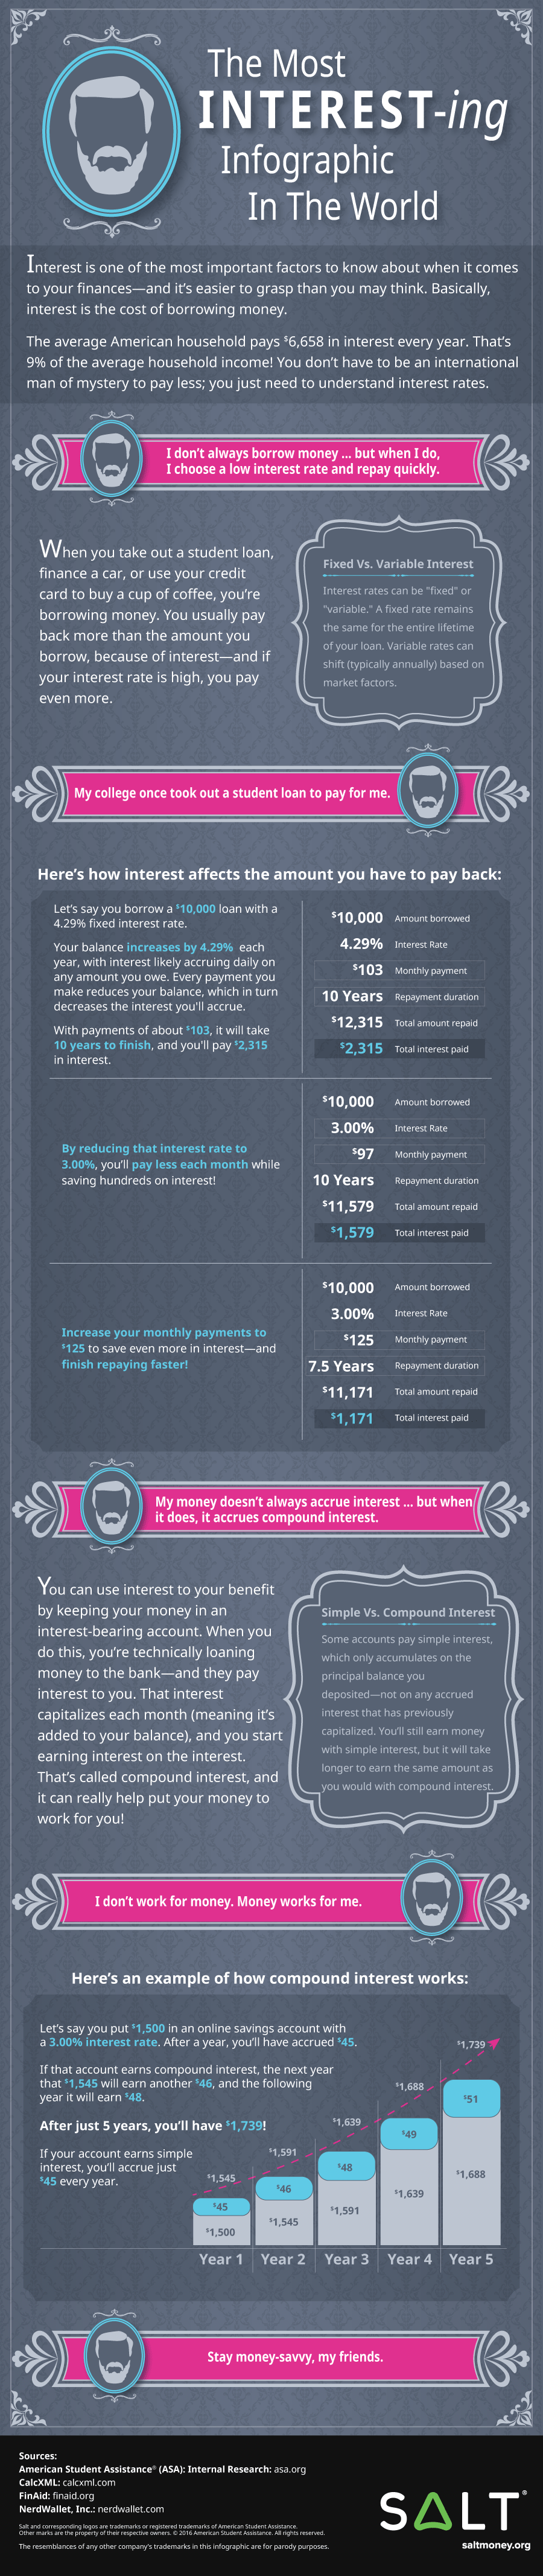 The Most
INTEREST-ing
Infographic
In The World
Interest is one of the most important factors to know about when it comes
to your finances—and it's easier to grasp than you may think. Basically,
interest is the cost of borrowing money.
The average American household pays $6,658 in interest every year. That's
9% of the average household income! You don't have to be an international
man of mystery to pay less; you just need to understand interest rates.
I don't always borrow money ... but when I do,
I choose a low interest rate and repay quickly.
When you take out a student loan,
finance a car, or use your credit
card to buy a cup of coffee, you're
borrowing money. You usually pay
back more than the amount you
borrow, because of interest—and if
your interest rate is high, you pay
even more.
Fixed Vs. Variable Interest
Interest rates can be "fixed" or
"variable." A fixed rate remains
the same for the entire lifetime
of your loan. Variable rates can
shift (typically annually) based on
market factors.
My college once took out a student loan to pay for me.
Here's how interest affects the amount you have to pay back:
Let's say you borrow a $10,000 loan with a
4.29% fixed interest rate.
Your balance increases by 4.29% each
year, with interest likely accruing daily on
any amount you owe. Every payment you
make reduces your balance, which in turn
decreases the interest you'll accrue.
With payments of about $103, it will take
10 years to finish, and you'll pay $2,315
in interest.
$10,000 Amount borrowed
4.29% Interest Rate
$103 Monthly payment
10 Years Repayment duration
$12,315 Total amount repaid
$2,315 Total interest paid
By reducing that interest rate to
3.00%, you'll pay less each month while
saving hundreds on interest!
$10,000 Amount borrowed
3.00% Interest Rate
$97 Monthly payment
10 Years Repayment duration
$11,579 Total amount repaid
$1,579 Total interest paid
Increase your monthly payments to
$125 to save even more in interest—and
finish repaying faster!
$10,000 Amount borrowed
3.00% Interest Rate
$125 Monthly payment
7.5 Years Repayment duration
$11,171 Total amount repaid
$1,171 Total interest paid
My money doesn't always accrue interest ... but when
it does, it accrues compound interest.
You can use interest to your benefit
by keeping your money in an
interest-bearing account. When you
do this, you're technically loaning
money to the bank—and they pay
interest to you. That interest
capitalizes each month (meaning it's
added to your balance), and you start
earning interest on the interest.
That's called compound interest, and
it can really help put your money to
work for you!
Simple Vs. Compound Interest
Some accounts pay simple interest,
which only accumulates on the
principal balance you
deposited—not on any accrued
interest that has previously
capitalized. You'll still earn money
with simple interest, but it will take
longer to earn the same amount as
you would with compound interest.
I don't work for money. Money works for me.
Here's an example of how compound interest works:
Let's say you put $1,500 in an online savings account with
a 3.00% interest rate. After a year, you'll have accrued $45.
If that account earns compound interest, the next year
that $1,545 will earn another $46, and the following
year it will earn $48.
After just 5 years, you'll have $1,739!
If your account earns simple
interest, you'll accrue just
$45 every year.
$1,545
$45
$1,500
Year 1
$1,591
$46
$1,545
Year 2
$1,639
$48
$1,591
Year 3
$1,688
$49
$1,639
Year 4
$1,739
$51
$1,688
Year 5
Stay money-savvy, my friends.
Sources:
American Student Assistance® (ASA): Internal Research: asa.org
CalcXML: calcxml.com
FinAid: finaid.org
NerdWallet, Inc.: nerdwallet.com
Salt and corresponding logos are trademarks or registered trademarks of American Student Assistance.
Other marks are the property of their respective owners. © 2016 American Student Assistance. All rights reserved.
The resemblances of any other company's trademarks in this infographic are for parody purposes.
SALT®
saltmoney.org